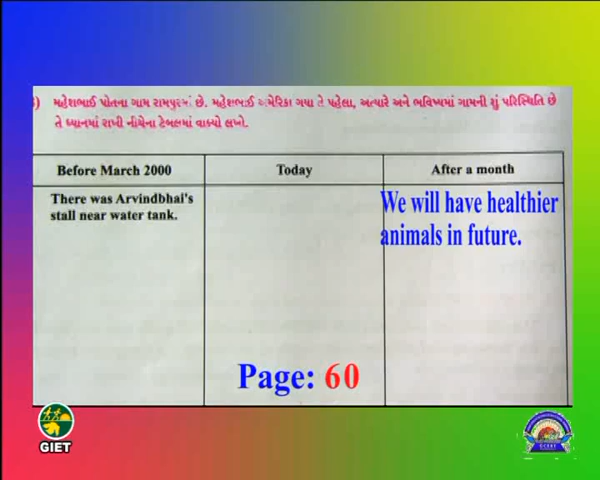 મહેશભાઈ પોતના ગામ રામપુરમાં છે. મહેશભાઈ અમેરિકા ગયા તે પહેલા, અત્યારે અને ભવિષ્યમાં ગામની શું પરિસ્થિતિ છે
તે ધ્યાનમાં રાખી નીચેના ટેબલમાં વાક્યો લખો.
Before March 2000 Today After a month
There was Arvindbhai's
stall near water tank.
We will have healthier
animals in future.
Page: 60
GIET